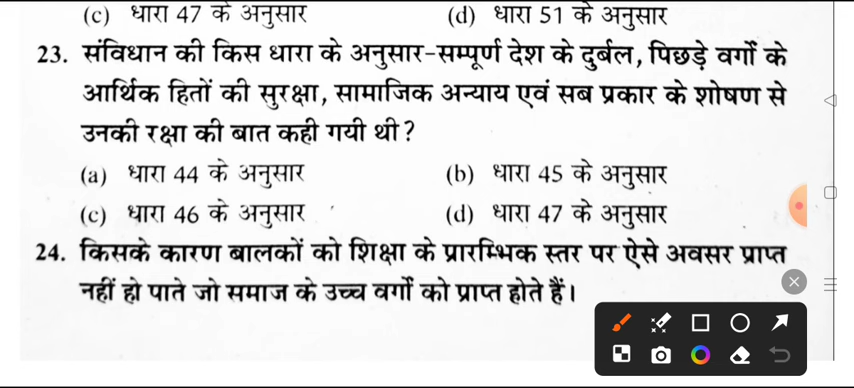 (c) धारा 47 के अनुसार (d) धारा 51 के अनुसार
23. संविधान की किस धारा के अनुसार-सम्पूर्ण देश के दुर्बल, पिछड़े वर्गों के
आर्थिक हितों की सुरक्षा, सामाजिक अन्याय एवं सब प्रकार के शोषण से
उनकी रक्षा की बात कही गयी थी?
(a) धारा 44 के अनुसार (b) धारा 45 के अनुसार
(c) धारा 46 के अनुसार (d) धारा 47 के अनुसार
24. किसके कारण बालकों को शिक्षा के प्रारम्भिक स्तर पर ऐसे अवसर प्राप्त
नहीं हो पाते जो समाज के उच्च वर्गों को प्राप्त होते हैं।